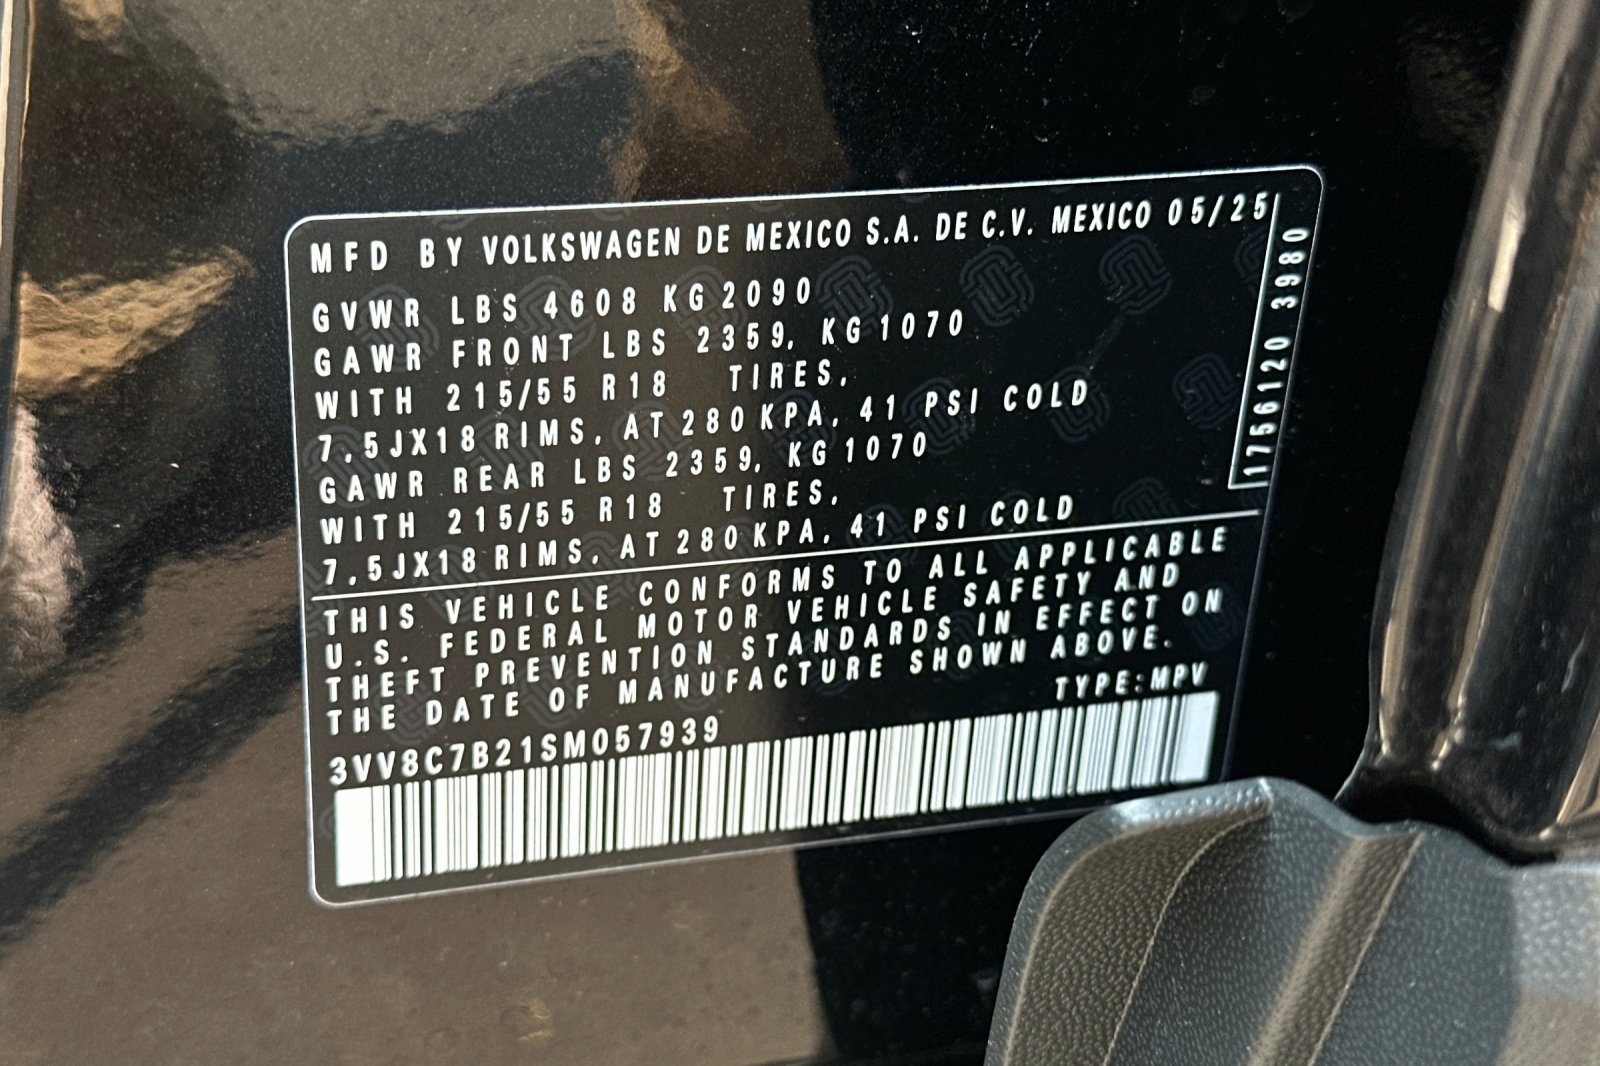 MFD BY VOLKSWAGEN DE MEXICO S.A. DE C.V. MEXICO 05/25
GVWR LBS 4608 KG 2090
GAWR FRONT LBS 2359, KG 1070
WITH 215/55 R18 TIRES,
7,5JX18 RIMS, AT 280 KPA, 41 PSI COLD
GAWR REAR LBS 2359, KG 1070
WITH 215/55 R18 TIRES,
7,5JX18 RIMS, AT 280 KPA, 41 PSI COLD
1756120 3980
THIS VEHICLE CONFORMS TO ALL APPLICABLE
U.S. FEDERAL MOTOR VEHICLE SAFETY AND
THEFT PREVENTION STANDARDS IN EFFECT ON
THE DATE OF MANUFACTURE SHOWN ABOVE.
TYPE:MPV
3VV8C7B21SM057939